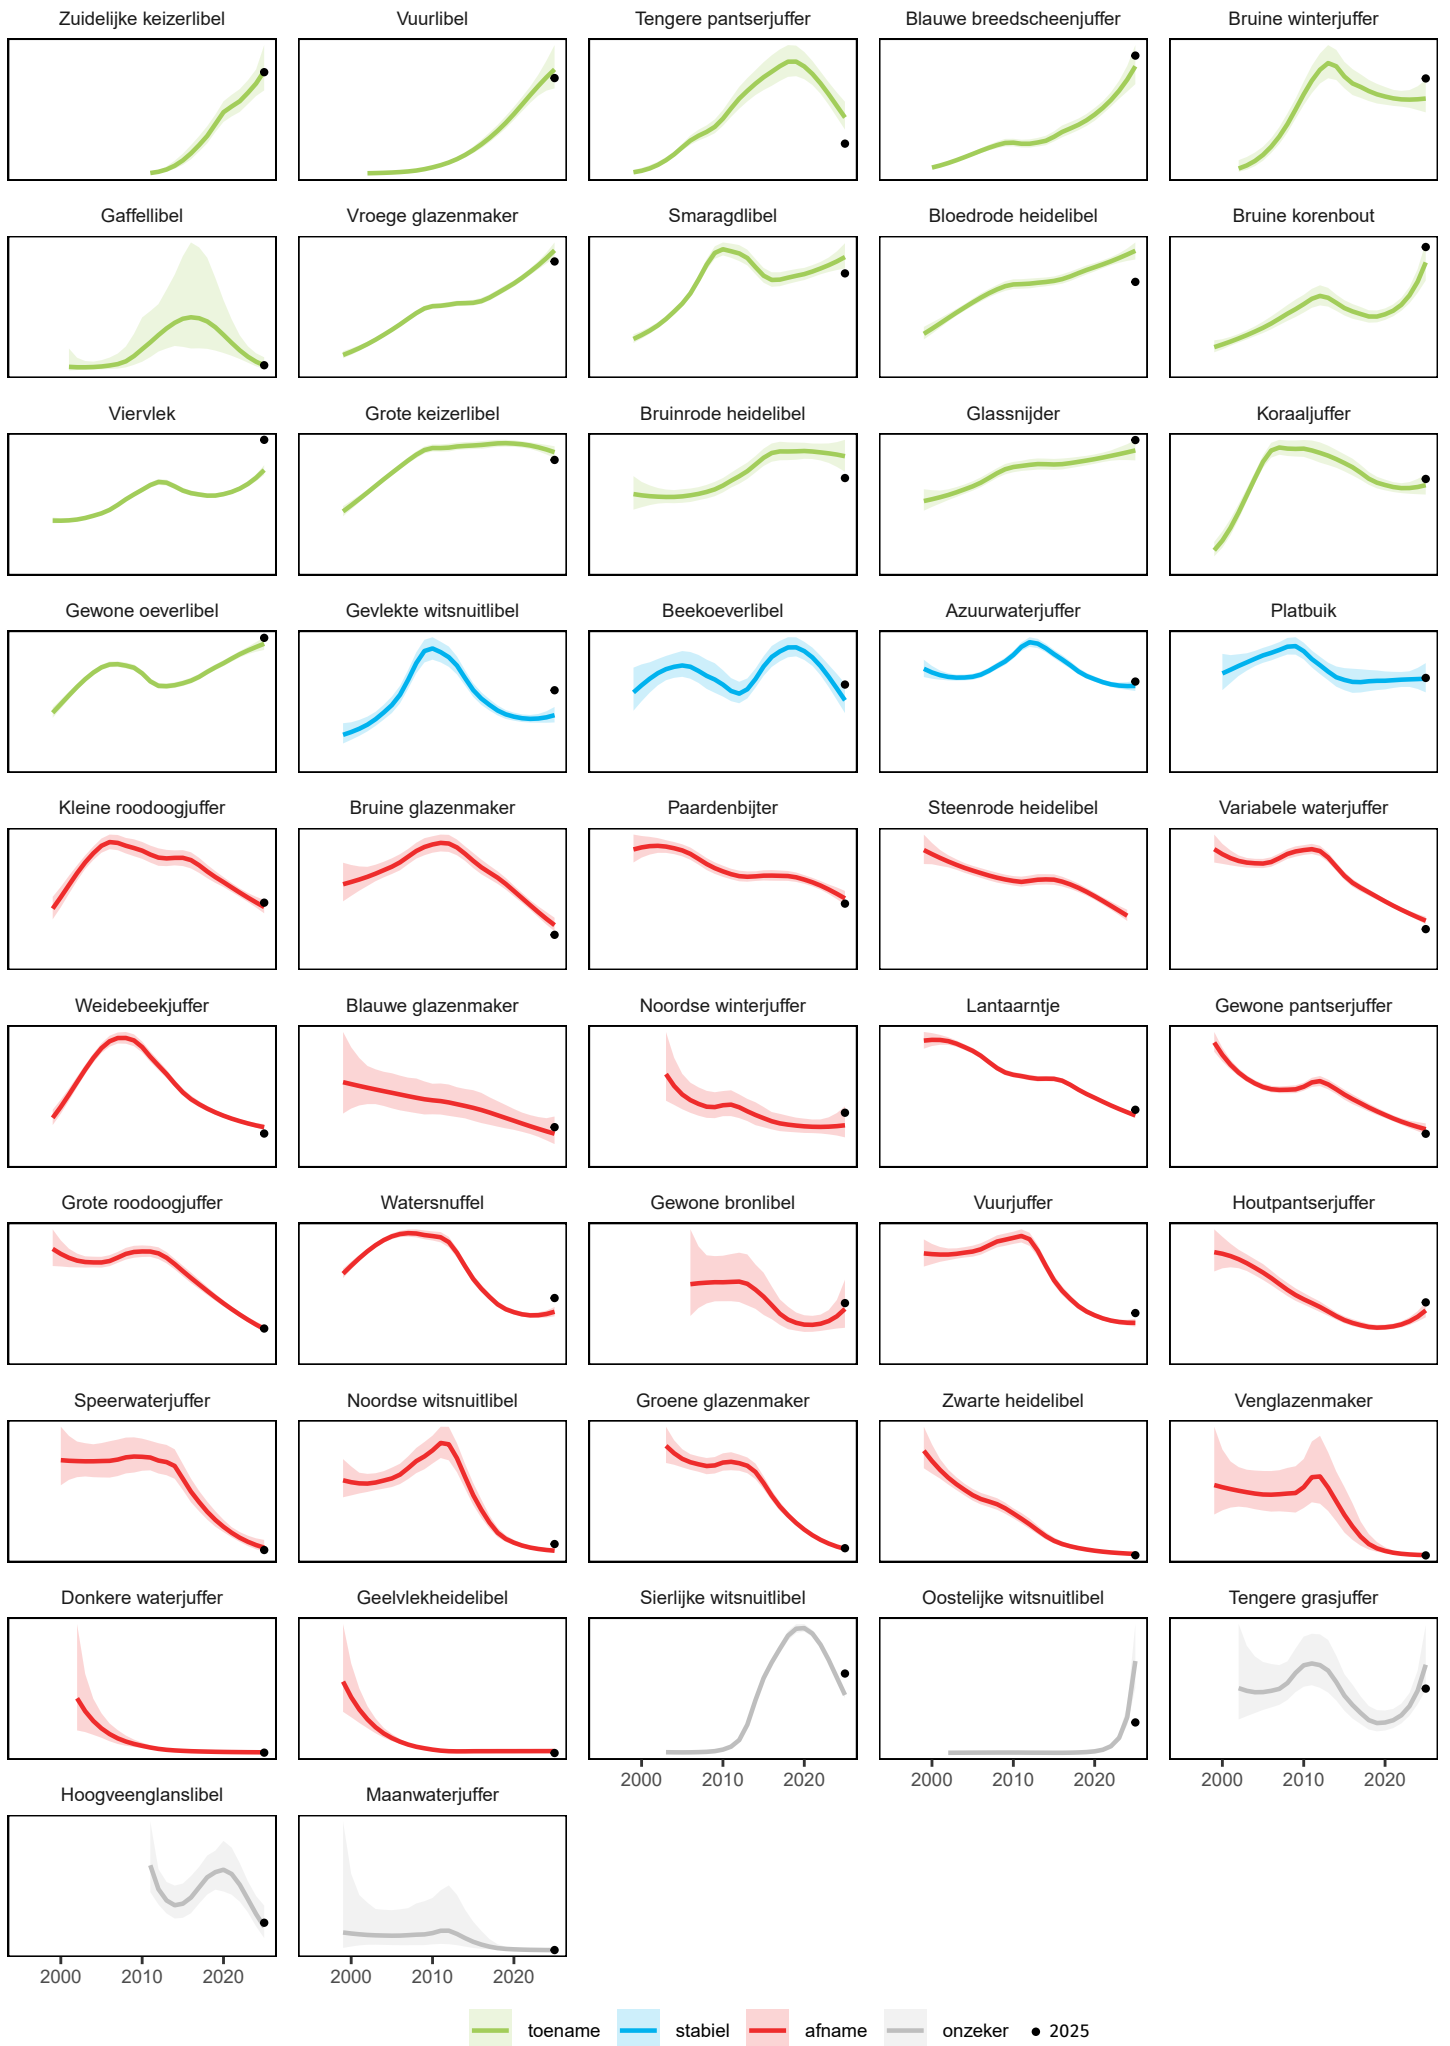 Zuidelijke keizerlibel
Vuurlibel
Tengere pantserjuffer
Blauwe breedscheenjuffer
Bruine winterjuffer
Gaffellibel
Vroege glazenmaker
Smaragdlibel
Bloedrode heidelibel
Bruine korenbout
Viervlek
Grote keizerlibel
Bruinrode heidelibel
Glassnijder
Koraaljuffer
Gewone oeverlibel
Gevlekte witsnuitlibel
Beekoeverlibel
Azuurwaterjuffer
Platbuik
Kleine roodoogjuffer
Bruine glazenmaker
Paardenbijter
Steenrode heidelibel
Variabele waterjuffer
Weidebeekjuffer
Blauwe glazenmaker
Noordse winterjuffer
Lantaarntje
Gewone pantserjuffer
Grote roodoogjuffer
Watersnuffel
Gewone bronlibel
Vuurjuffer
Houtpantserjuffer
Speerwaterjuffer
Noordse witsnuitlibel
Groene glazenmaker
Zwarte heidelibel
Venglazenmaker
Donkere waterjuffer
Geelvlekheidelibel
Sierlijke witsnuitlibel
Oostelijke witsnuitlibel
Tengere grasjuffer
2000 2010 2020
2000 2010 2020
2000 2010 2020
Hoogveenglanslibel
Maanwaterjuffer
2000 2010 2020
2000 2010 2020
toename stabiel afname onzeker 2025